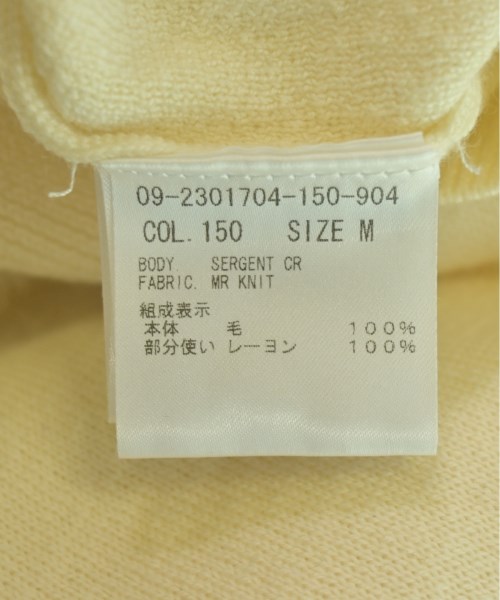 09-2301704-150-904
COL. 150 SIZE M
BODY. SERGENT CR
FABRIC. MR KNIT
組成表示
本体 毛 １００％
部分使い レーヨン １００％